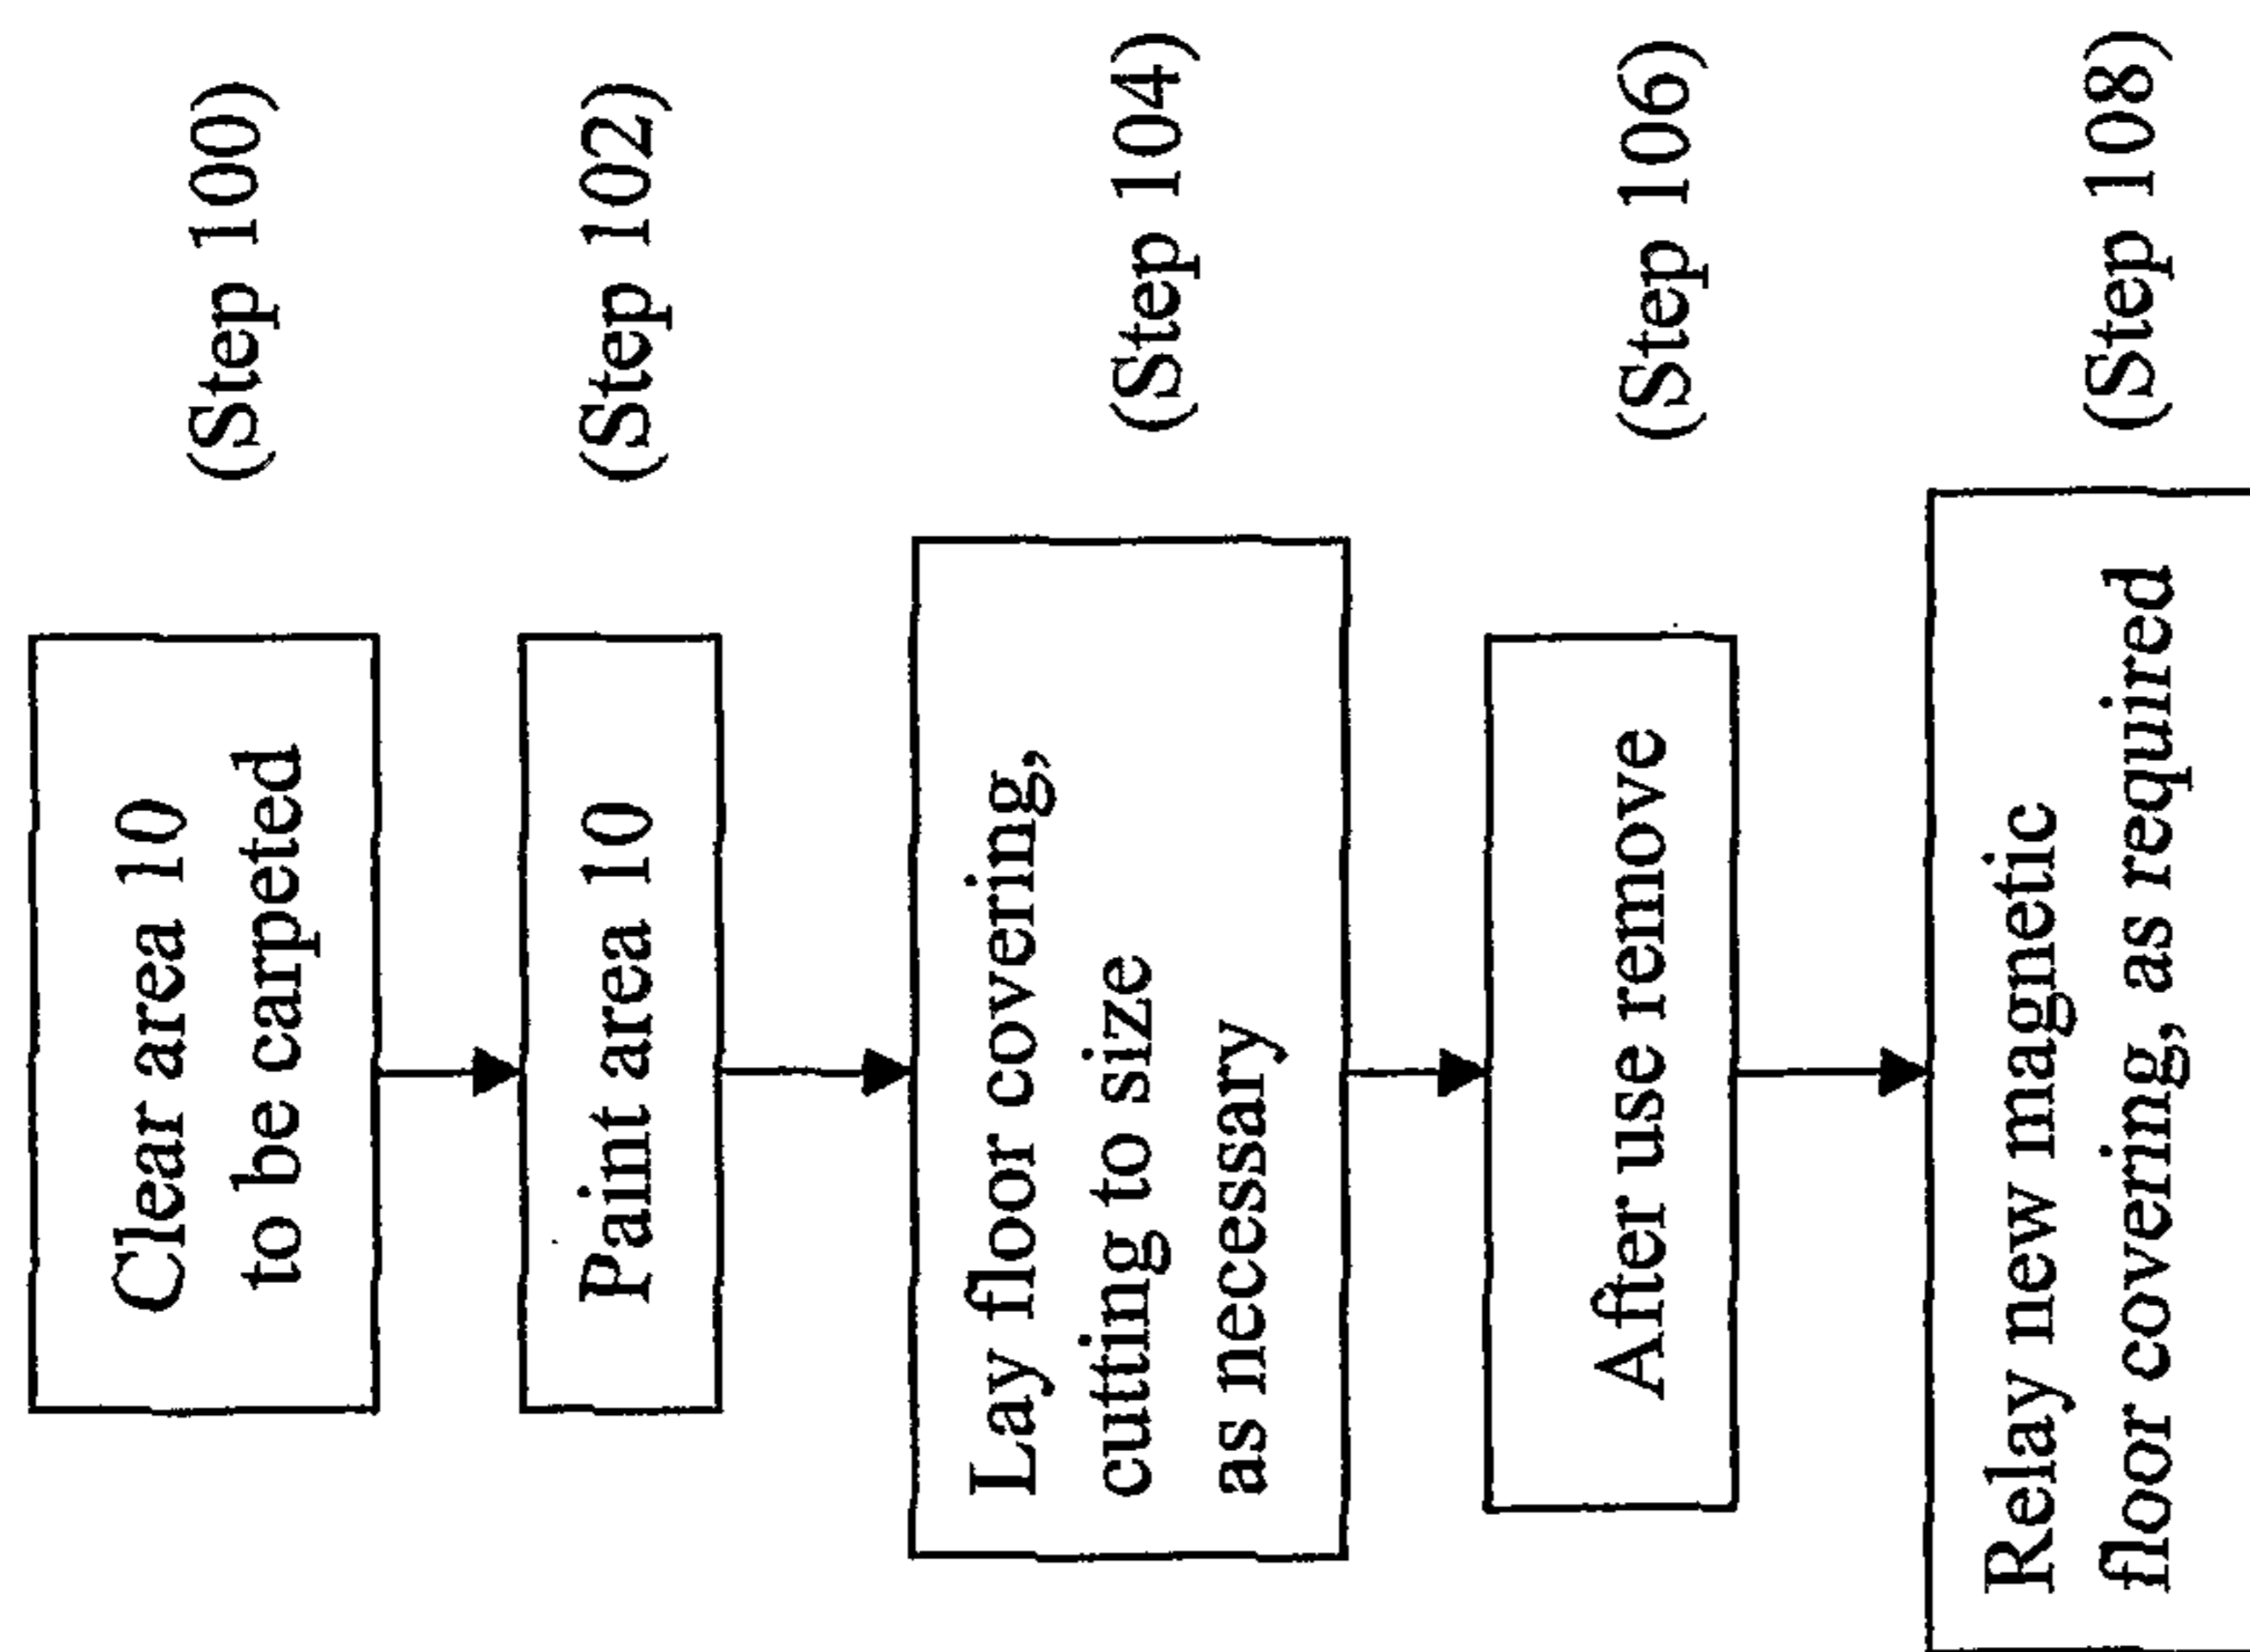 Clear area 10
to be carpeted
(Step 100)
Paint area 10
(Step 102)
Lay floor covering,
cutting to size
as necessary
(Step 104)
After use remove
(Step 106)
Relay new magnetic
floor covering, as required
(Step 108)